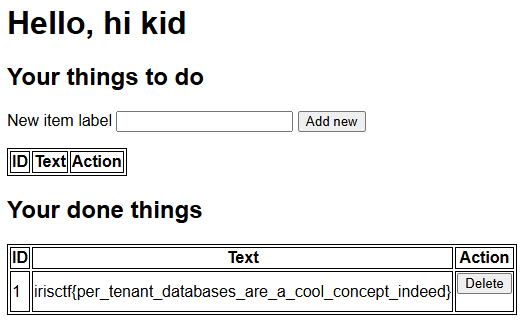 Hello, hi kid
Your things to do
New item label Add new
ID Text Action
Your done things
ID Text Action
1 irisctf{per_tenant_databases_are_a_cool_concept_indeed} Delete